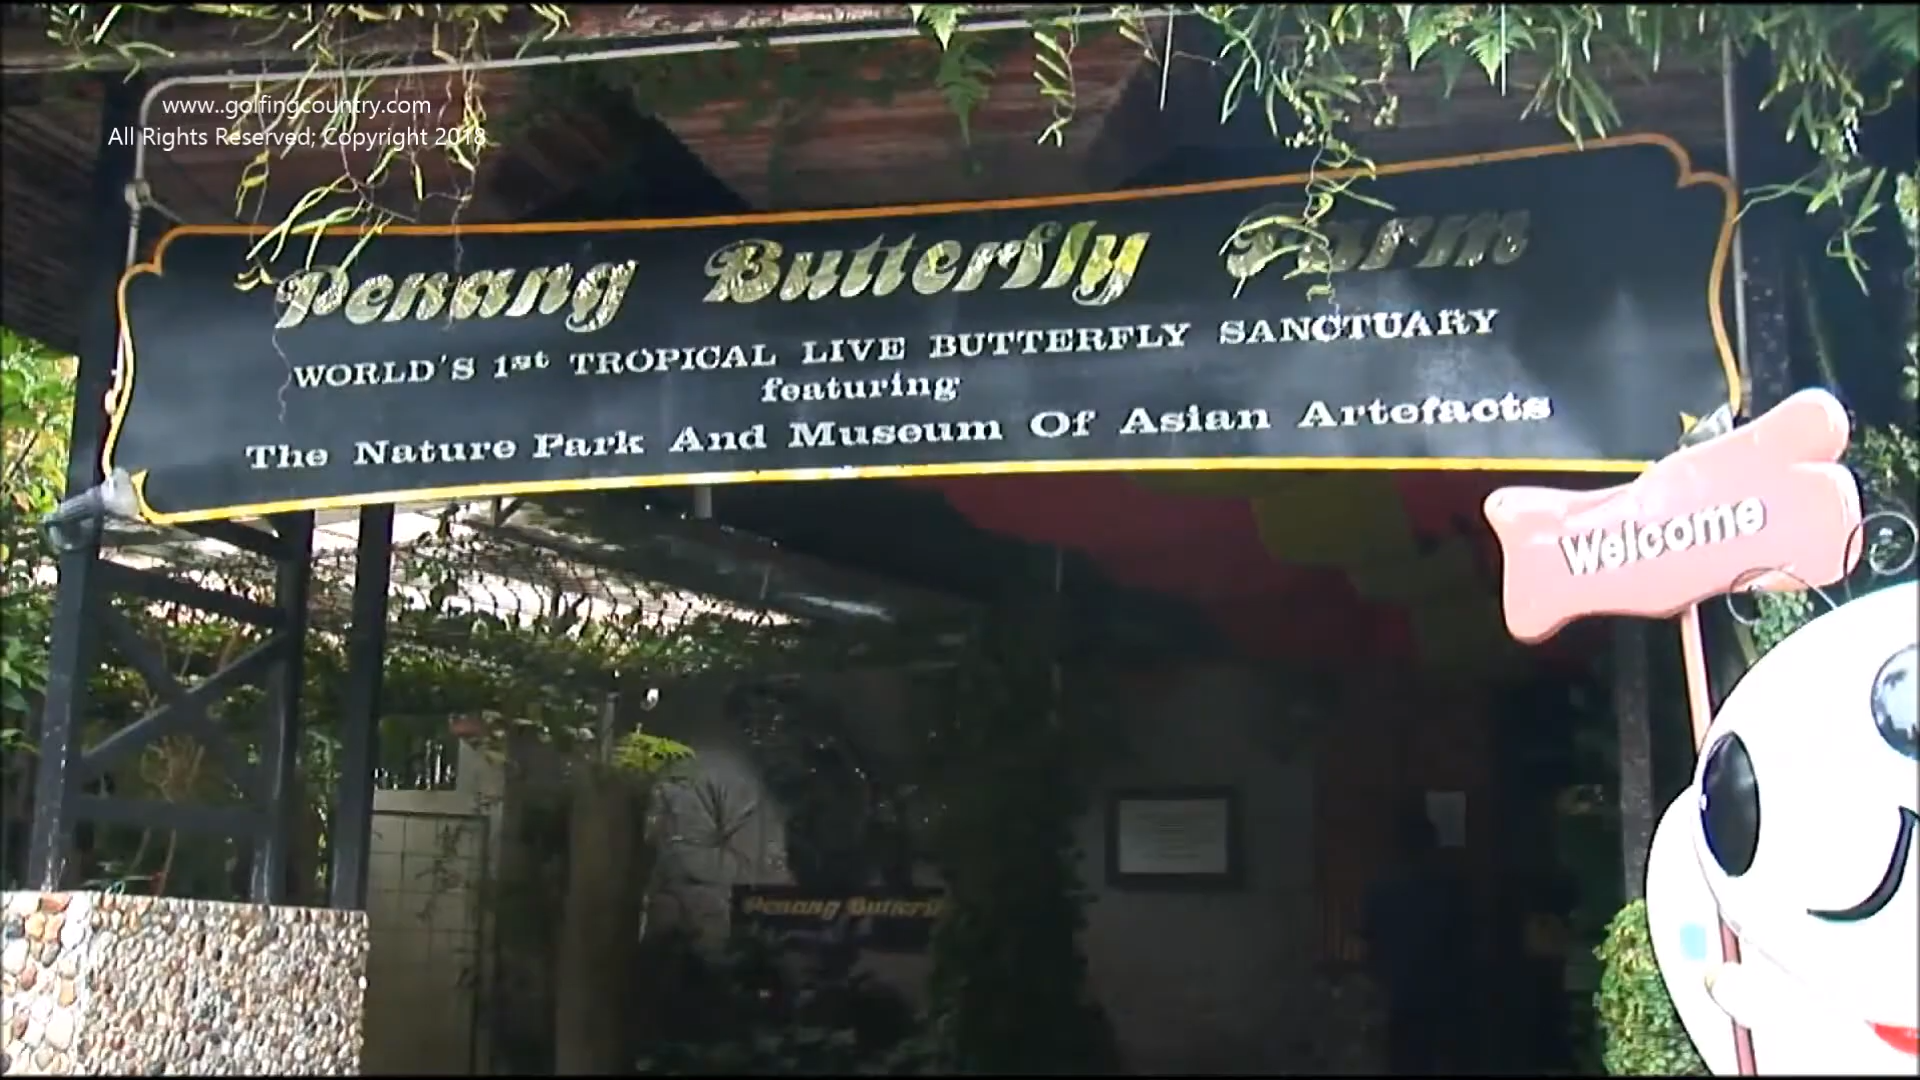 www..golfingcountry.com
All Rights Reserved; Copyright 2018
Penang Butterfly Farm
WORLD'S 1st TROPICAL LIVE BUTTERFLY SANCTUARY
featuring
The Nature Park And Museum Of Asian Artefacts
Welcome
Penang Butterfl